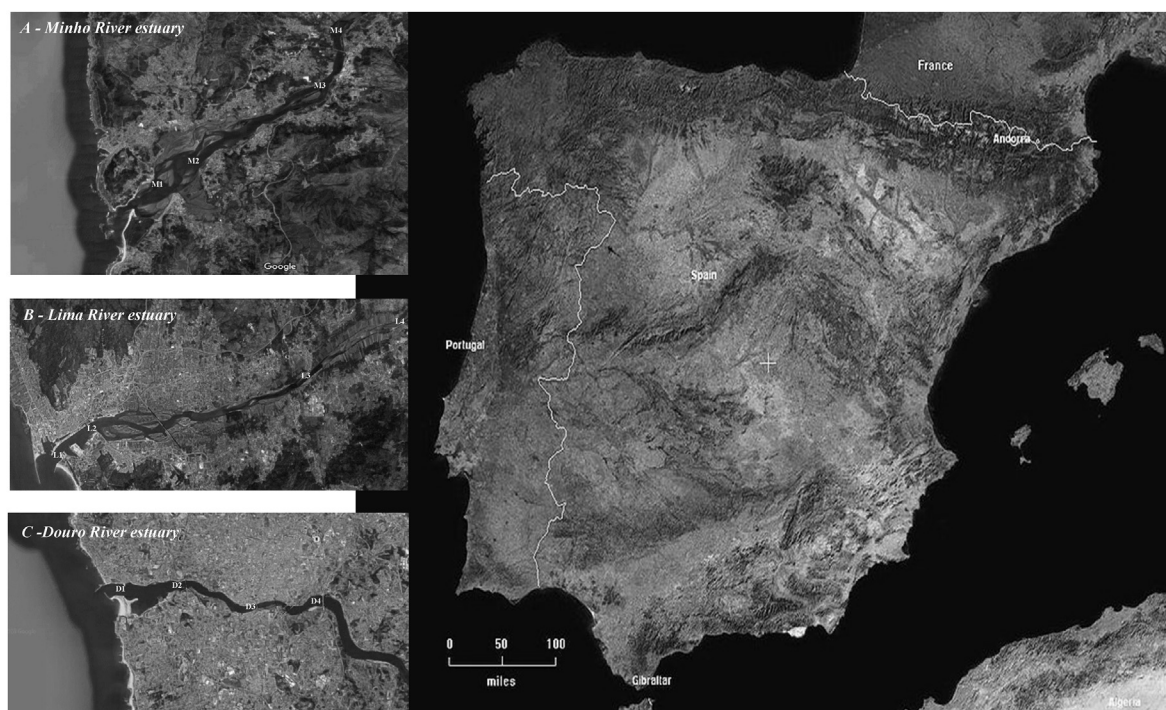 A - Minho River estuary
M4
M3
M2
M1
Google
B - Lima River estuary
L4
L3
L2
L1
C -Douro River estuary
D1
D2
D3
D4
France
Andorra
Spain
Portugal
0 50 100
miles
Gibraltar
Algeria